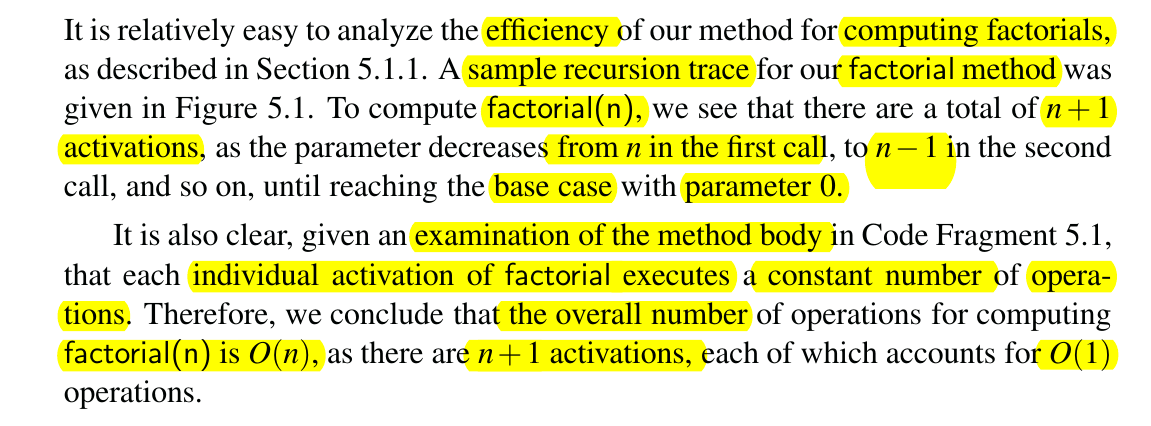 It is relatively easy to analyze the efficiency of our method for computing factorials,
as described in Section 5.1.1. A sample recursion trace for our factorial method was
given in Figure 5.1. To compute factorial(n), we see that there are a total of n + 1
activations, as the parameter decreases from n in the first call, to n − 1 in the second
call, and so on, until reaching the base case with parameter 0.
It is also clear, given an examination of the method body in Code Fragment 5.1,
that each individual activation of factorial executes a constant number of opera-
tions. Therefore, we conclude that the overall number of operations for computing
factorial(n) is O(n), as there are n + 1 activations, each of which accounts for O(1)
operations.